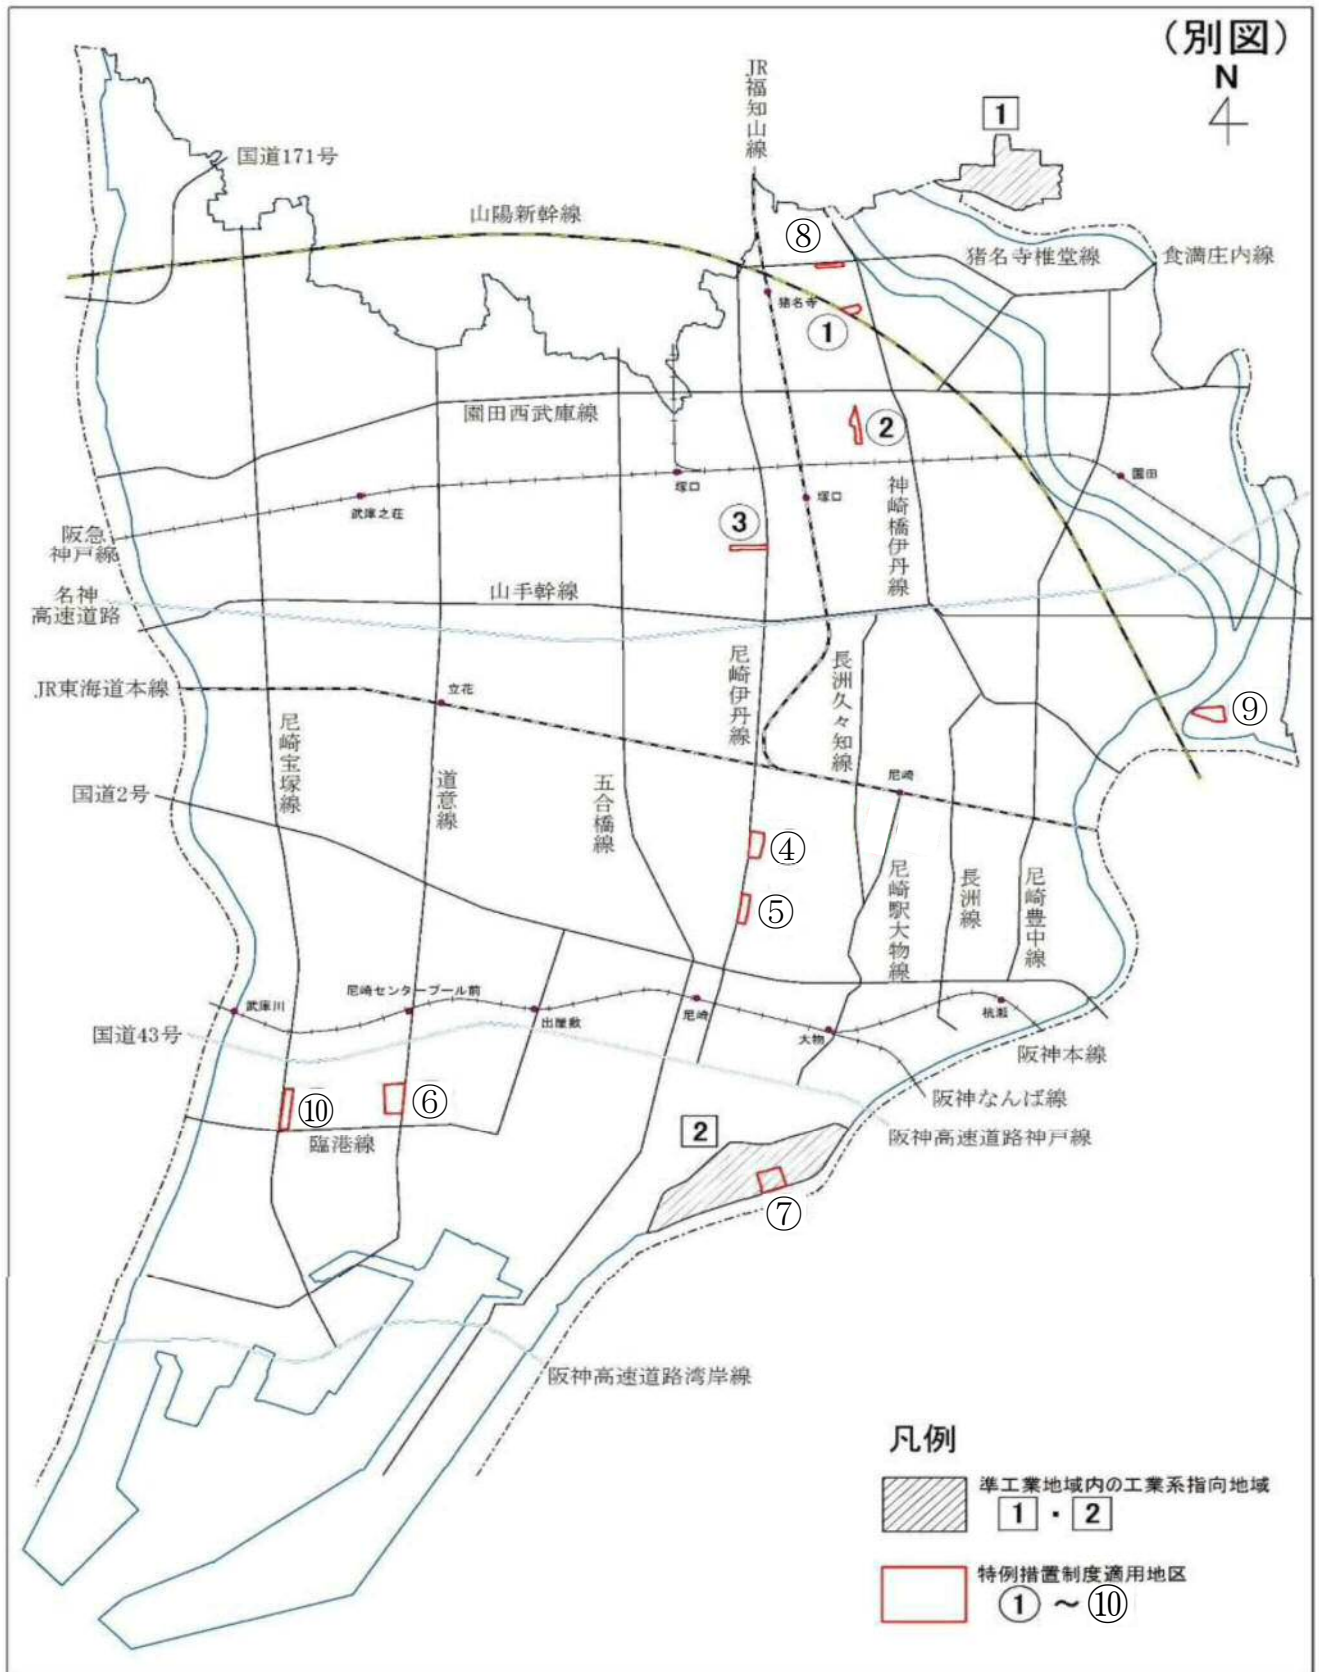 （別図）
N
JR福知山線
1
国道171号
山陽新幹線
⑧
猪名寺椎堂線
食満庄内線
猪名寺
①
園田西武庫線
②
塚口
塚口
園田
武庫之荘
③
神崎橋伊丹線
阪急
神戸線
名神
高速道路
山手幹線
尼崎伊丹線
長洲久々知線
JR東海道本線
立花
⑨
尼崎宝塚線
道意線
五合橋線
尼崎
国道2号
④
尼崎駅大物線
長洲線
尼崎豊中線
⑤
武庫川
尼崎センタープール前
出屋敷
尼崎
大物
杭瀬
国道43号
阪神本線
⑩
⑥
阪神なんば線
臨港線
2
阪神高速道路神戸線
⑦
阪神高速道路湾岸線
凡例
準工業地域内の工業系指向地域
1・2
特例措置制度適用地区
①～⑩